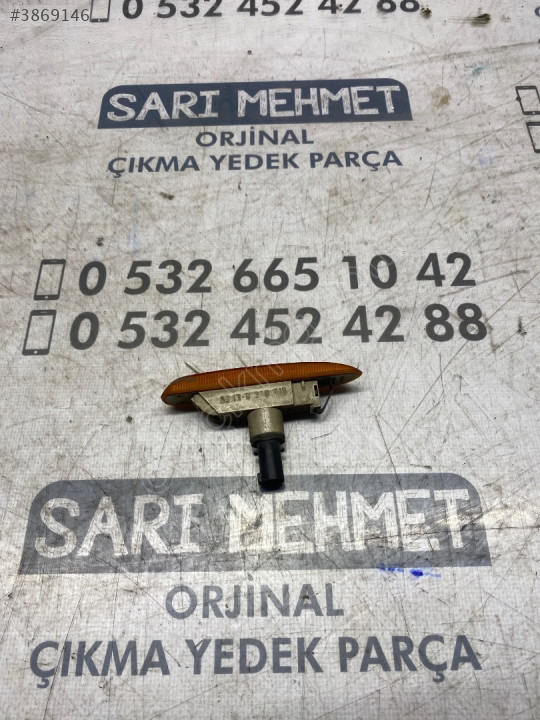 #3869146
0 532 452 42 88
SARI MEHMET
ORJİNAL
ÇIKMA YEDEK PARÇA
0 532 665 10 42
0 532 452 42 88
SARI MEHMET
ORJİNAL
ÇIKMA YEDEK PARÇA